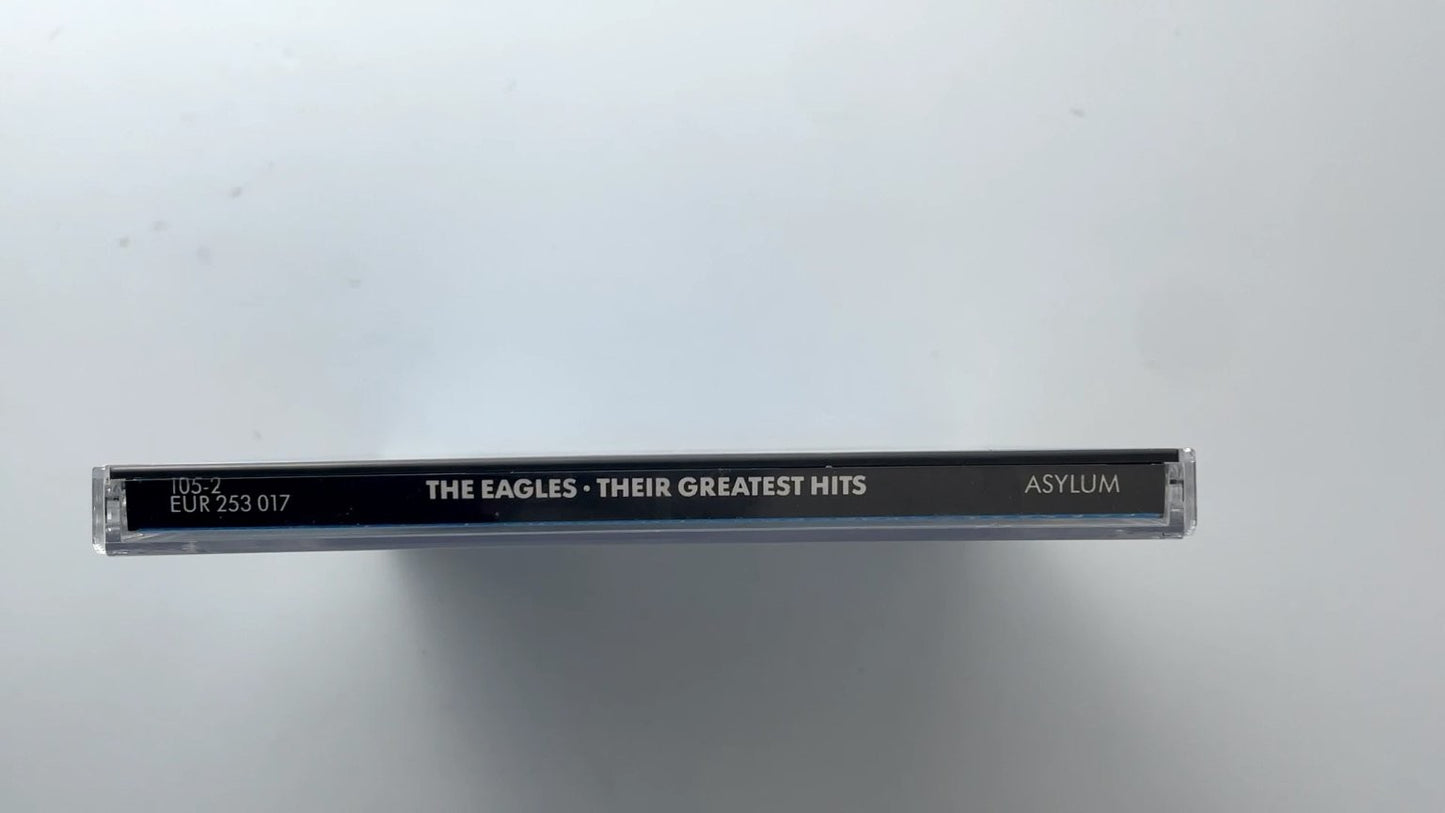 105-2
EUR 253 017
THE EAGLES · THEIR GREATEST HITS
ASYLUM